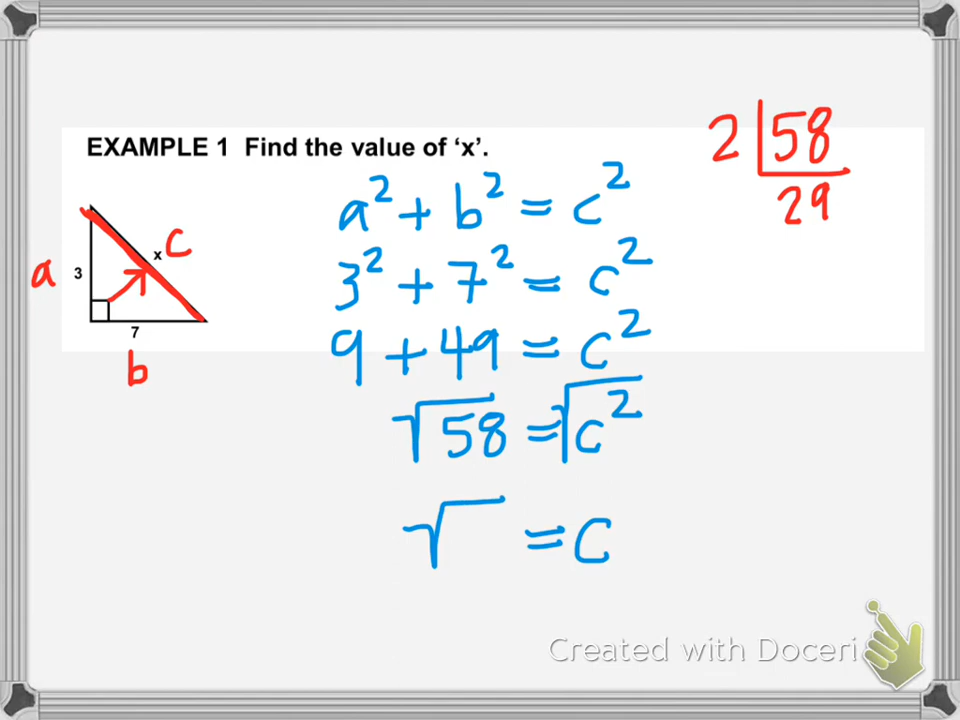 EXAMPLE 1 Find the value of ‘x’.
2 |58
29
a² + b² = c²
3² + 7² = c²
9 + 49 = c²
√58 = √c²
√ = c
a
3
x
c
7
b
Created with Doceri